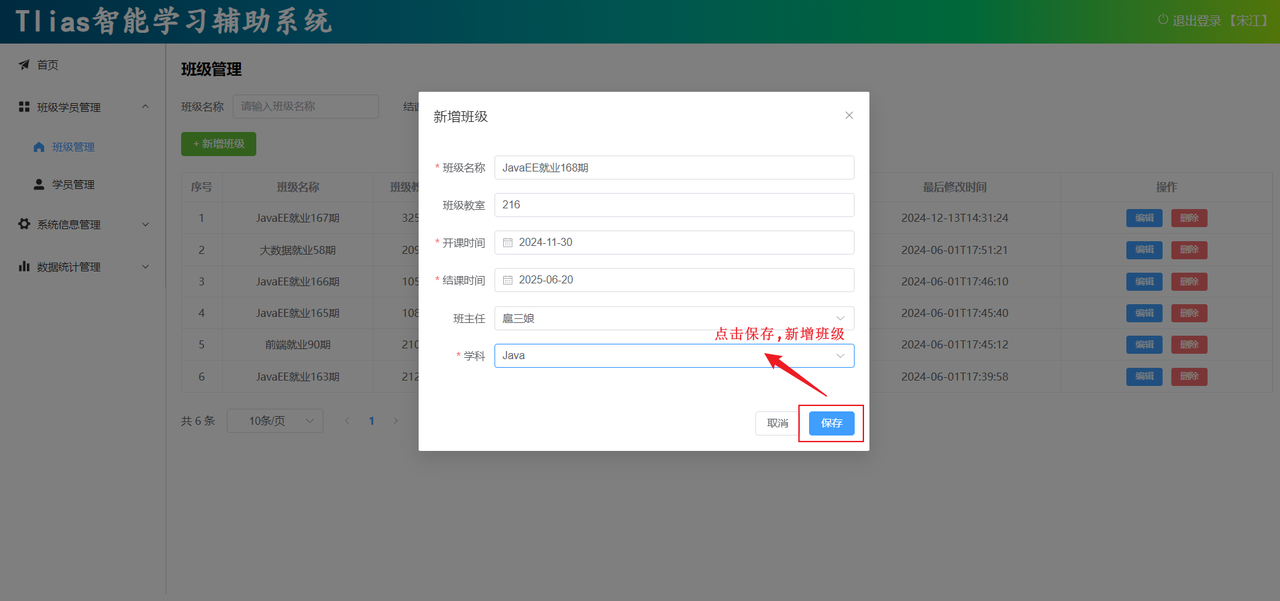 Tlias智能学习辅助系统
退出登录 【宋江】
首页
班级学员管理
班级管理
学员管理
系统信息管理
数据统计管理
班级管理
班级名称 请输入班级名称
+ 新增班级
序号 班级名称 最后修改时间 操作
1 JavaEE就业167期 2024-12-13T14:31:24 编辑 删除
2 大数据就业58期 209 2024-06-01T17:51:21 编辑 删除
3 JavaEE就业166期 105 2024-06-01T17:46:10 编辑 删除
4 JavaEE就业165期 108 2024-06-01T17:45:40 编辑 删除
5 前端就业90期 210 2024-06-01T17:45:12 编辑 删除
6 JavaEE就业163期 212 2024-06-01T17:39:58 编辑 删除
共 6 条 10条/页 1
新增班级
* 班级名称 JavaEE就业168期
班级教室 216
* 开课时间 2024-11-30
* 结课时间 2025-06-20
班主任 扈三娘
点击保存,新增班级
* 学科 Java
取消 保存